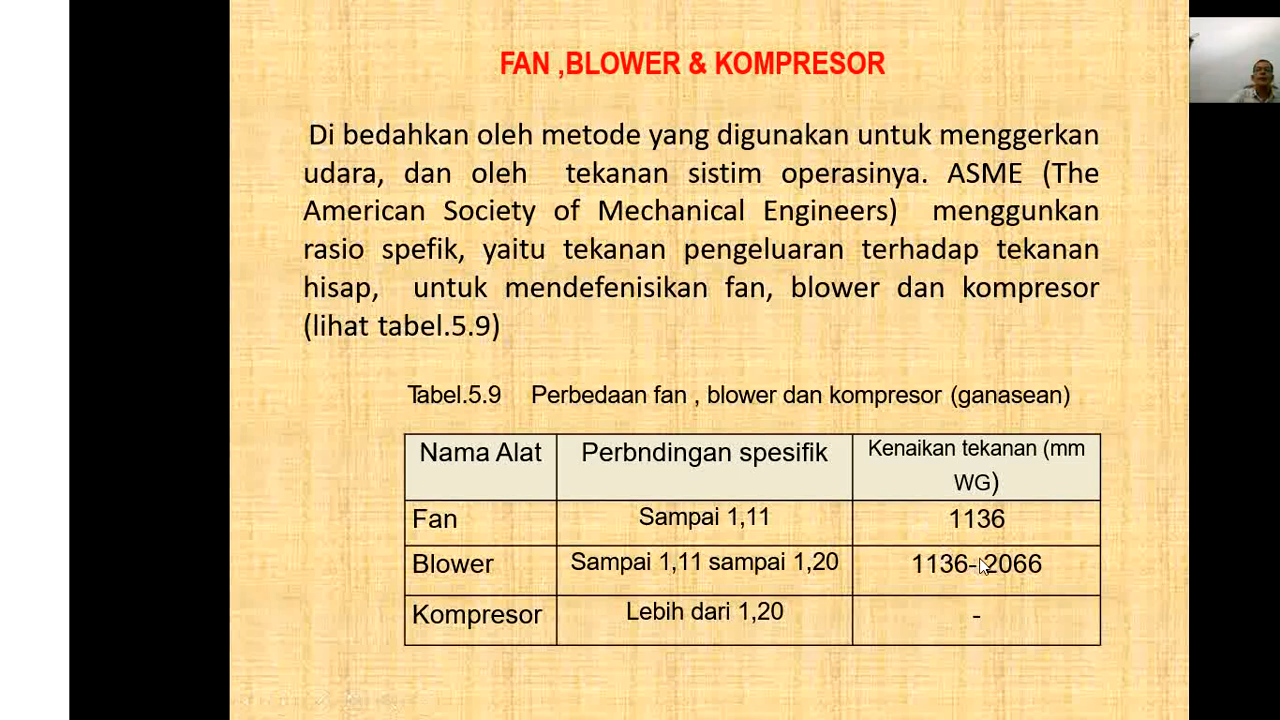 FAN ,BLOWER & KOMPRESOR
Di bedahkan oleh metode yang digunakan untuk menggerkan
udara, dan oleh tekanan sistim operasinya. ASME (The
American Society of Mechanical Engineers) menggunkan
rasio spefik, yaitu tekanan pengeluaran terhadap tekanan
hisap, untuk mendefenisikan fan, blower dan kompresor
(lihat tabel.5.9)
Tabel.5.9 Perbedaan fan , blower dan kompresor (ganasean)
Nama Alat Perbndingan spesifik Kenaikan tekanan (mm
WG)
Fan Sampai 1,11 1136
Blower Sampai 1,11 sampai 1,20 1136- 2066
Kompresor Lebih dari 1,20 -